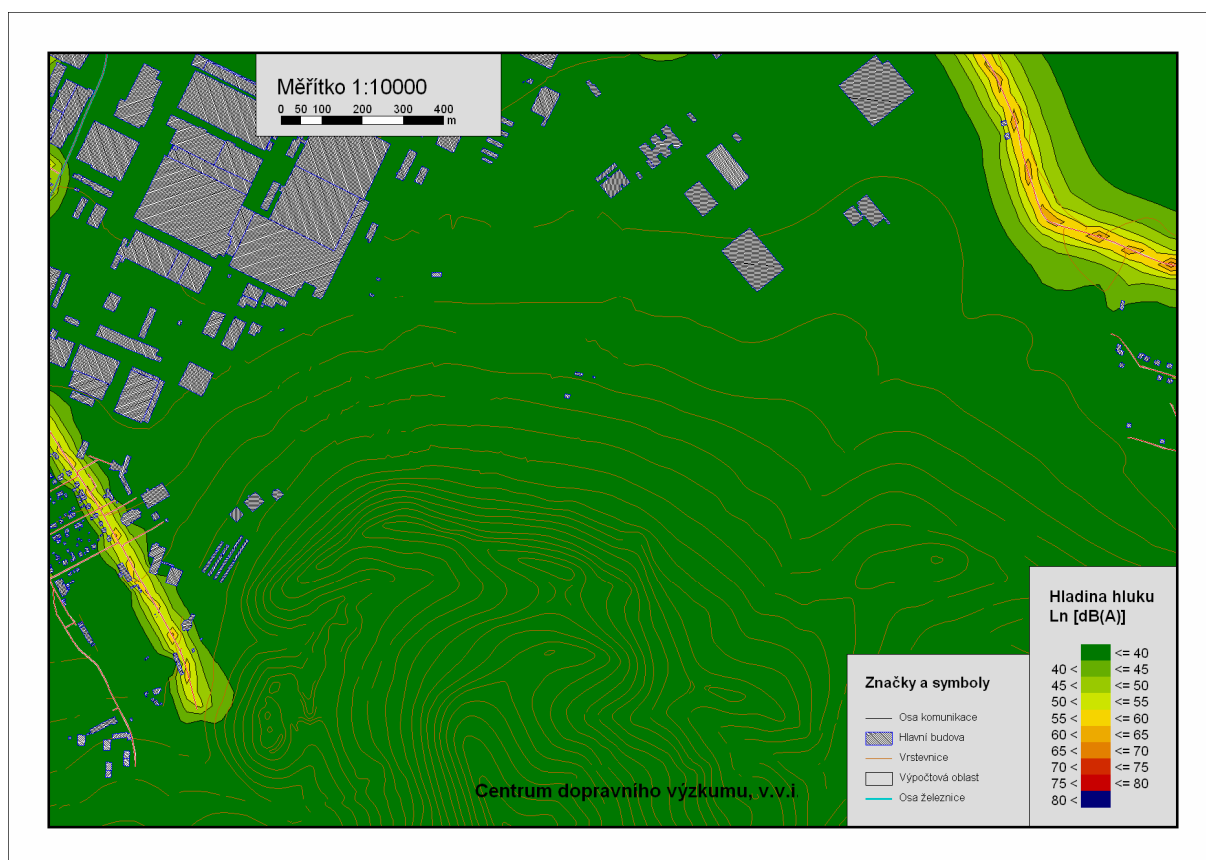 Měřítko 1:10000
0 50 100 200 300 400
m
Hladina hluku
Ln [dB(A)]
<= 40
40 < <= 45
45 < <= 50
50 < <= 55
55 < <= 60
60 < <= 65
65 < <= 70
70 < <= 75
75 < <= 80
80 <
Značky a symboly
Osa komunikace
Hlavní budova
Vrstevnice
Výpočtová oblast
Osa železnice
Centrum dopravního výzkumu, v.v.i.